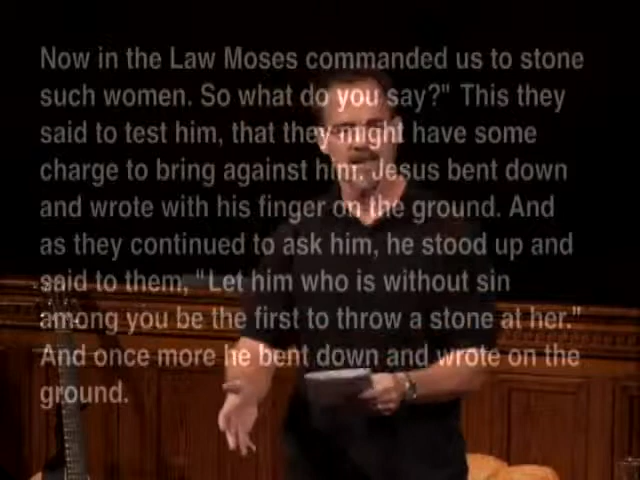 Now in the Law Moses commanded us to stone
such women. So what do you say?" This they
said to test him, that they might have some
charge to bring against him. Jesus bent down
and wrote with his finger on the ground. And
as they continued to ask him, he stood up and
said to them, "Let him who is without sin
among you be the first to throw a stone at her."
And once more he bent down and wrote on the
ground.